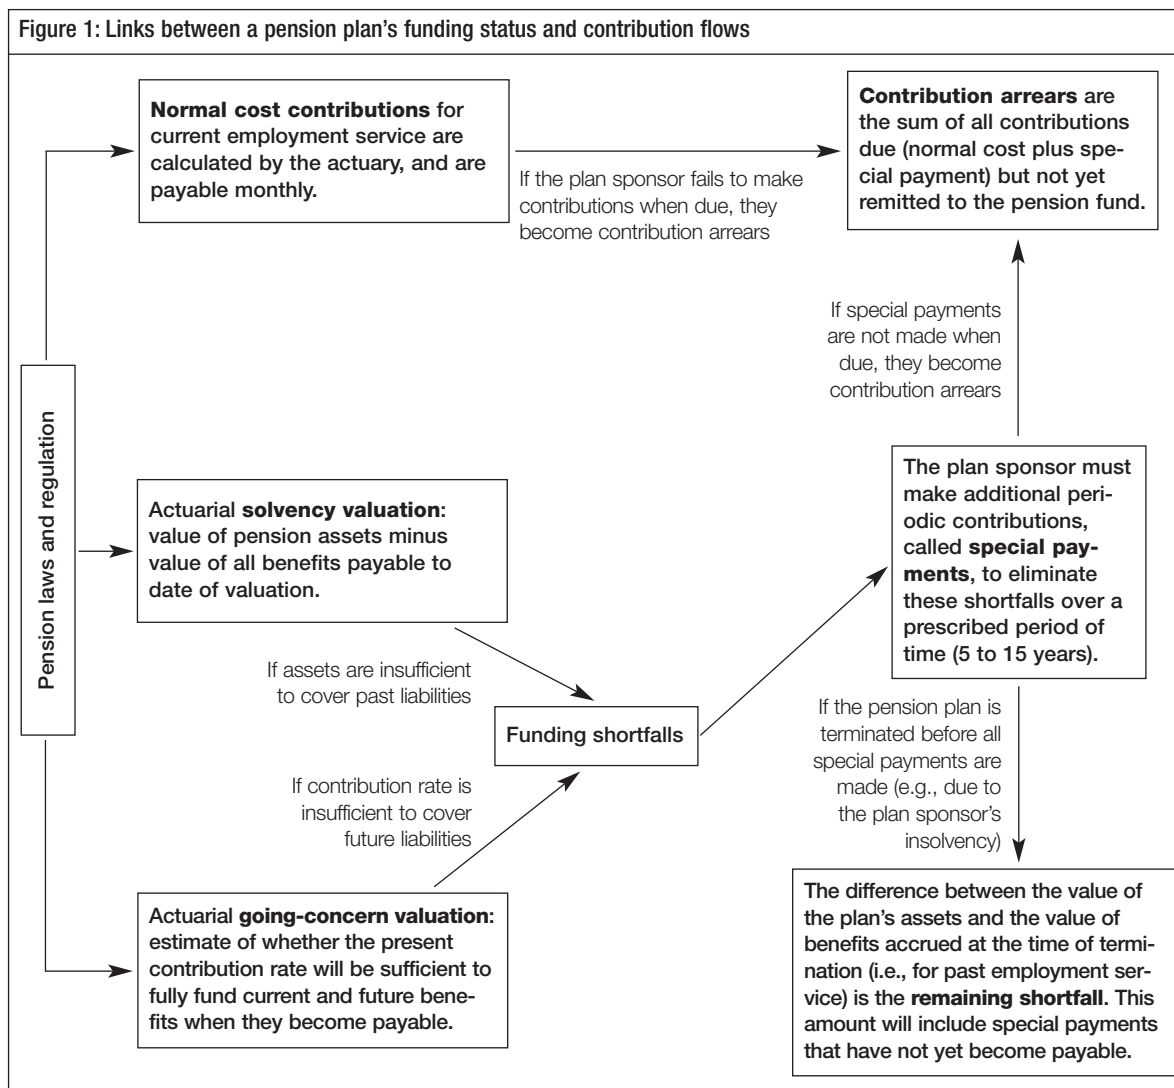 Figure 1: Links between a pension plan's funding status and contribution flows
Normal cost contributions for
current employment service are
calculated by the actuary, and are
payable monthly.
If the plan sponsor fails to make
contributions when due, they
become contribution arrears
Contribution arrears are
the sum of all contributions
due (normal cost plus spe-
cial payment) but not yet
remitted to the pension fund.
If special payments
are not made when
due, they become
contribution arrears
Pension laws and regulation
Actuarial solvency valuation:
value of pension assets minus
value of all benefits payable to
date of valuation.
The plan sponsor must
make additional peri-
odic contributions,
called special pay-
ments, to eliminate
these shortfalls over a
prescribed period of
time (5 to 15 years).
If assets are insufficient
to cover past liabilities
Funding shortfalls
If contribution rate is
insufficient to cover
future liabilities
If the pension plan is
terminated before all
special payments are
made (e.g., due to
the plan sponsor's
insolvency)
Actuarial going-concern valuation:
estimate of whether the present
contribution rate will be sufficient to
fully fund current and future bene-
fits when they become payable.
The difference between the value of
the plan's assets and the value of
benefits accrued at the time of termi-
nation (i.e., for past employment ser-
vice) is the remaining shortfall. This
amount will include special payments
that have not yet become payable.